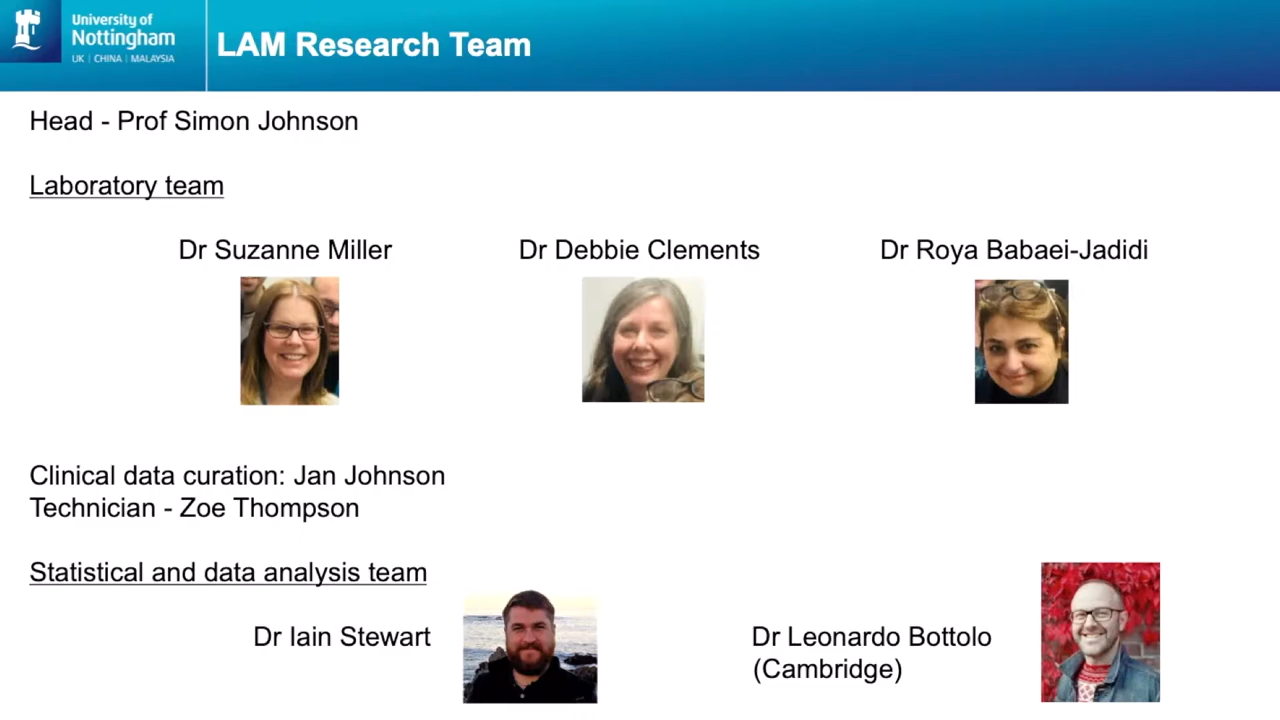 University of
Nottingham
UK | CHINA | MALAYSIA
LAM Research Team
Head - Prof Simon Johnson
Laboratory team
Dr Suzanne Miller
Dr Debbie Clements
Dr Roya Babaei-Jadidi
Clinical data curation: Jan Johnson
Technician - Zoe Thompson
Statistical and data analysis team
Dr Iain Stewart
Dr Leonardo Bottolo
(Cambridge)